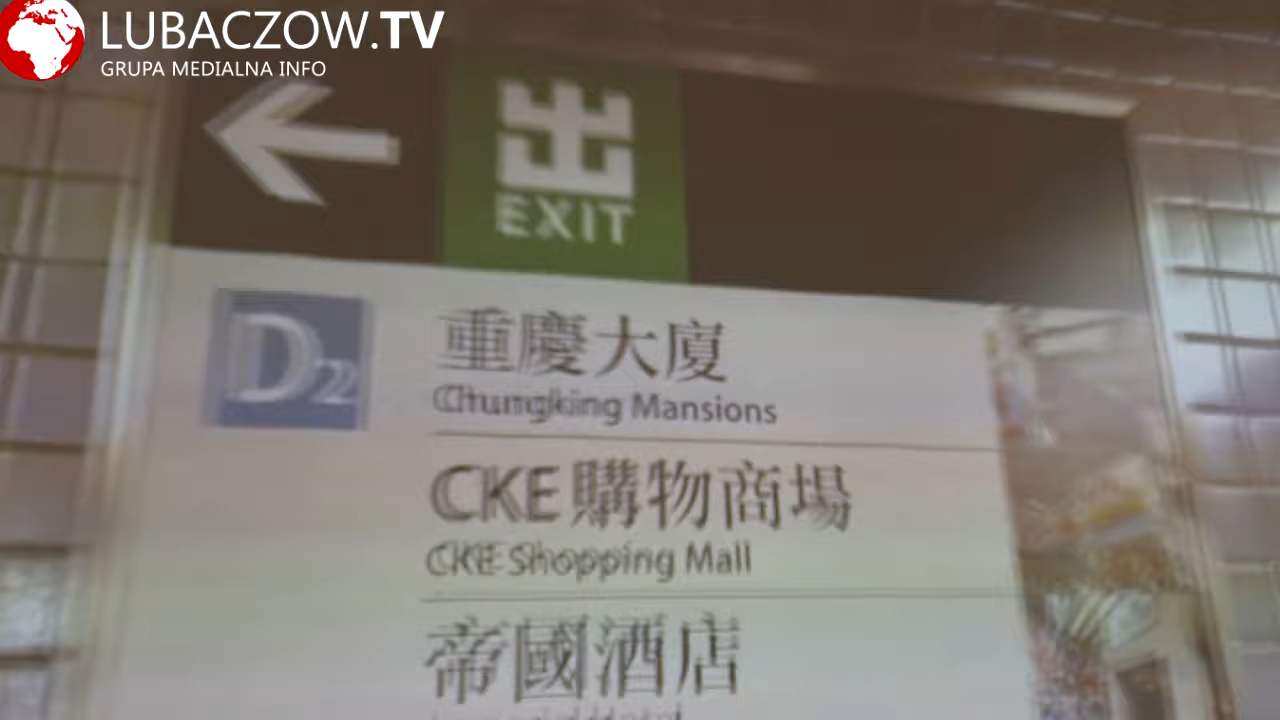 LUBACZOW.TV
GRUPA MEDIALNA INFO
出
EXIT
D2
重慶大廈
Chungking Mansions
CKE購物商場
CKE Shopping Mall
帝國酒店